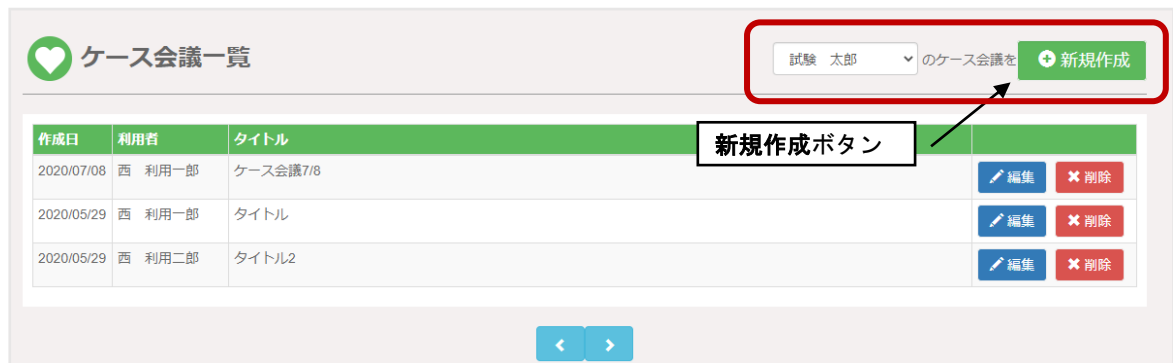 ケース会議一覧
試験 太郎 のケース会議を 新規作成
作成日 利用者 タイトル
新規作成ボタン
2020/07/08 西 利用一郎 ケース会議7/8 編集 削除
2020/05/29 西 利用一郎 タイトル 編集 削除
2020/05/29 西 利用二郎 タイトル2 編集 削除